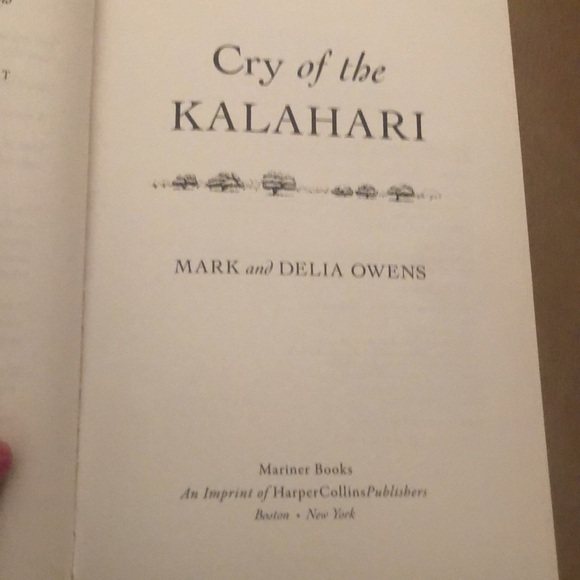 T
Cry of the
KALAHARI
MARK and DELIA OWENS
Mariner Books
An Imprint of HarperCollinsPublishers
Boston • New York